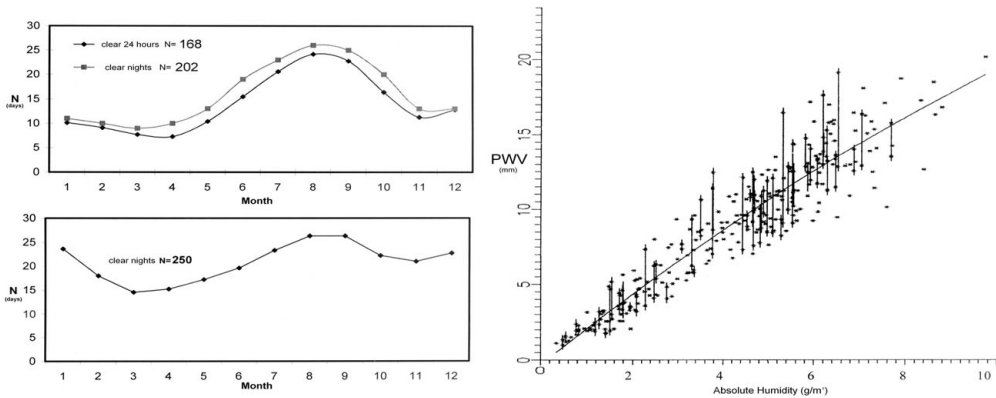 30
25
20
15
10
5
0
N
(days)
clear 24 hours N= 168
clear nights N= 202
1 2 3 4 5 6 7 8 9 10 11 12
Month
30
25
20
15
10
5
0
N
(days)
clear nights N=250
1 2 3 4 5 6 7 8 9 10 11 12
Month
20
15
10
5
0
PWV
(mm)
0 2 4 6 8 10
Absolute Humidity (g/m³)